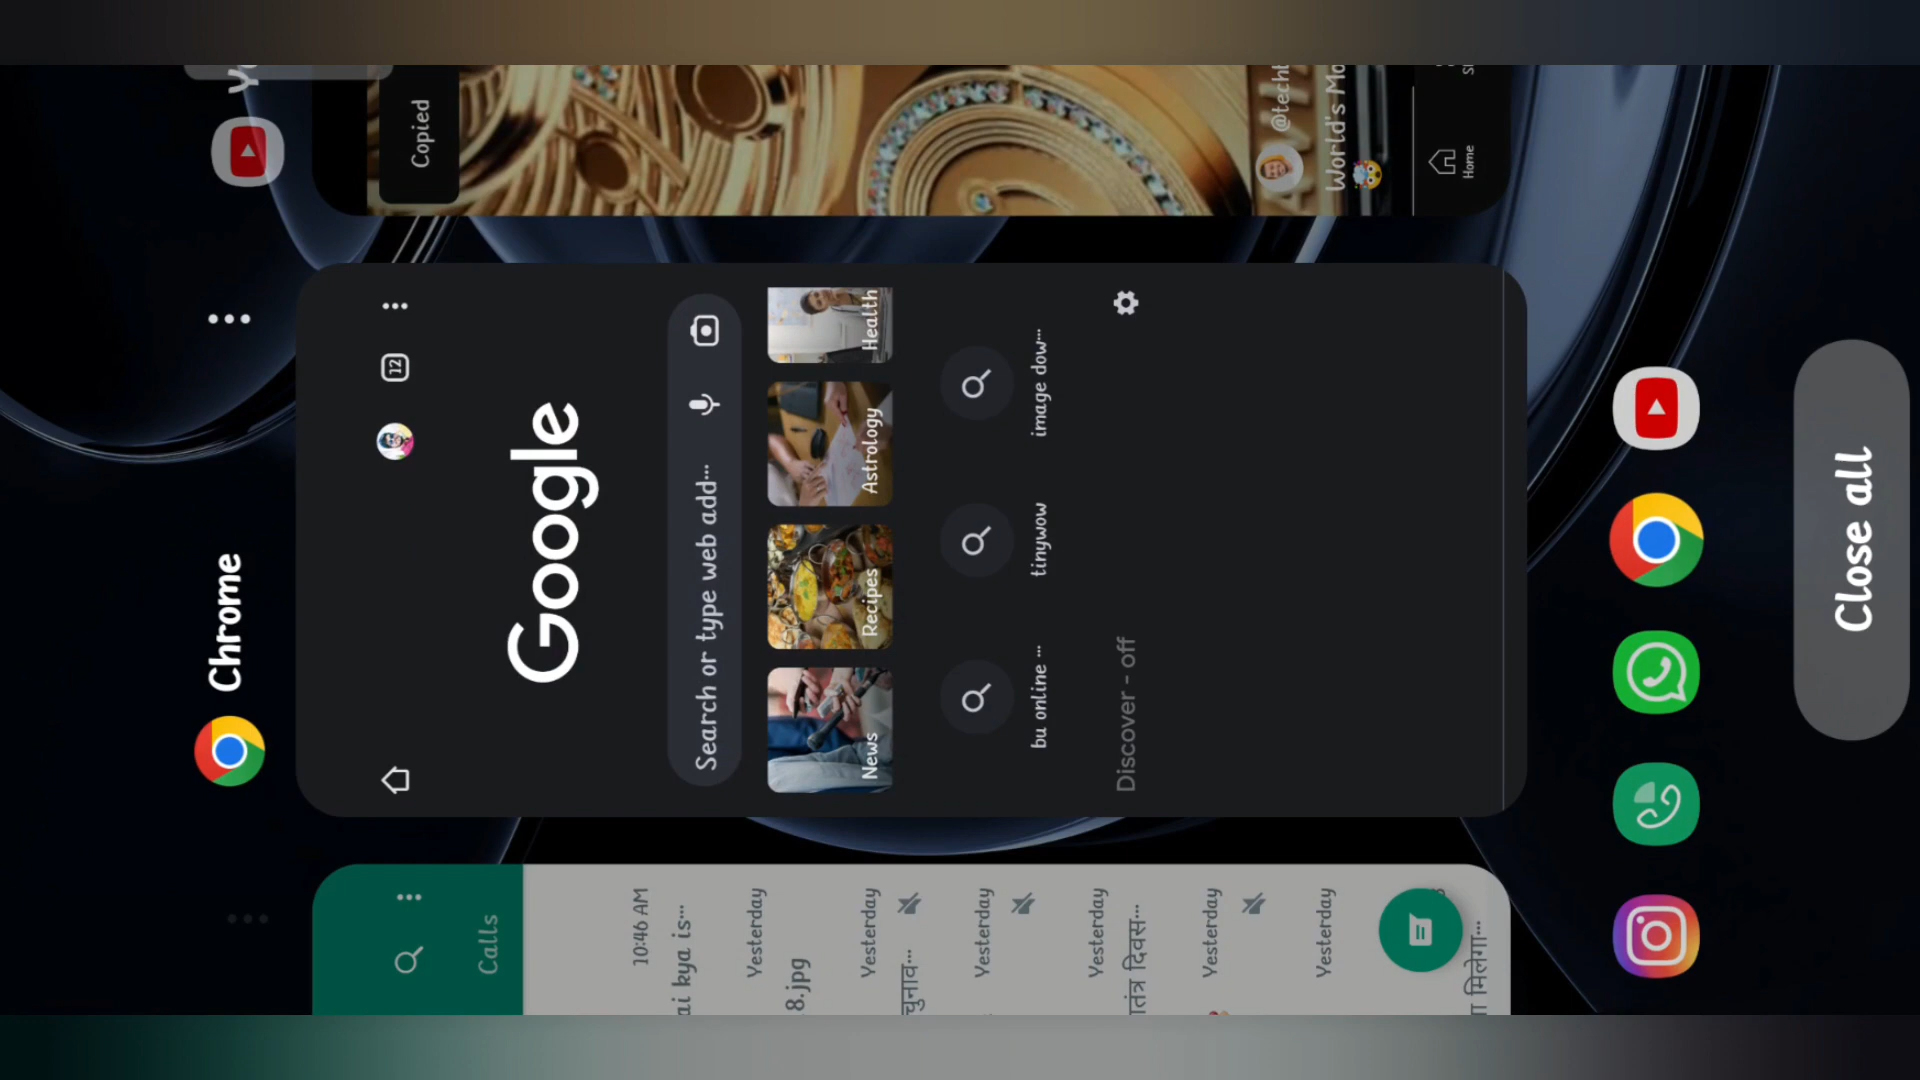 Chrome
12
Google
Search or type web add...
News
Recipes
Astrology
Health
bu online ...
tinywow
image dow...
Discover - off
Copied
@techl
World's Mo
Home
Calls
10:46 AM
ai kya is...
Yesterday
8.jpg
Yesterday
चुनाव...
Yesterday
Yesterday
तंत्र दिवस...
Yesterday
Yesterday
मिलेगा...
Close all